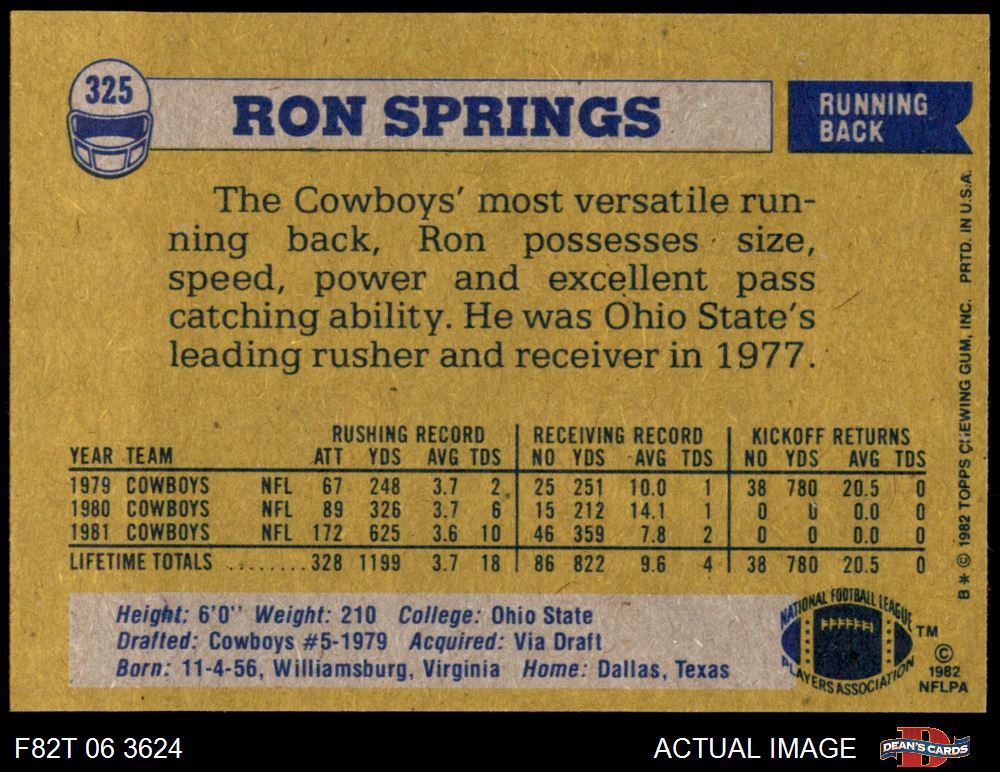 325
RON SPRINGS
RUNNING
BACK
The Cowboys' most versatile run-
ning back, Ron possesses size,
speed, power and excellent pass
catching ability. He was Ohio State's
leading rusher and receiver in 1977.
RUSHING RECORD RECEIVING RECORD KICKOFF RETURNS
YEAR TEAM ATT YDS AVG TDS NO YDS AVG TDS NO YDS AVG TDS
1979 COWBOYS NFL 67 248 3.7 2 25 251 10.0 1 38 780 20.5 0
1980 COWBOYS NFL 89 326 3.7 6 15 212 14.1 1 0 0 0.0 0
1981 COWBOYS NFL 172 625 3.6 10 46 359 7.8 2 0 0 0.0 0
LIFETIME TOTALS ........328 1199 3.7 18 86 822 9.6 4 38 780 20.5 0
Height: 6'0" Weight: 210 College: Ohio State
Drafted: Cowboys #5-1979 Acquired: Via Draft
Born: 11-4-56, Williamsburg, Virginia Home: Dallas, Texas
NATIONAL FOOTBALL LEAGUE
PLAYERS ASSOCIATION
TM
©
1982
NFLPA
B * © 1982 TOPPS CHEWING GUM, INC. PRTD. IN U.S.A.
F82T 06 3624
ACTUAL IMAGE
DEAN'S CARDS